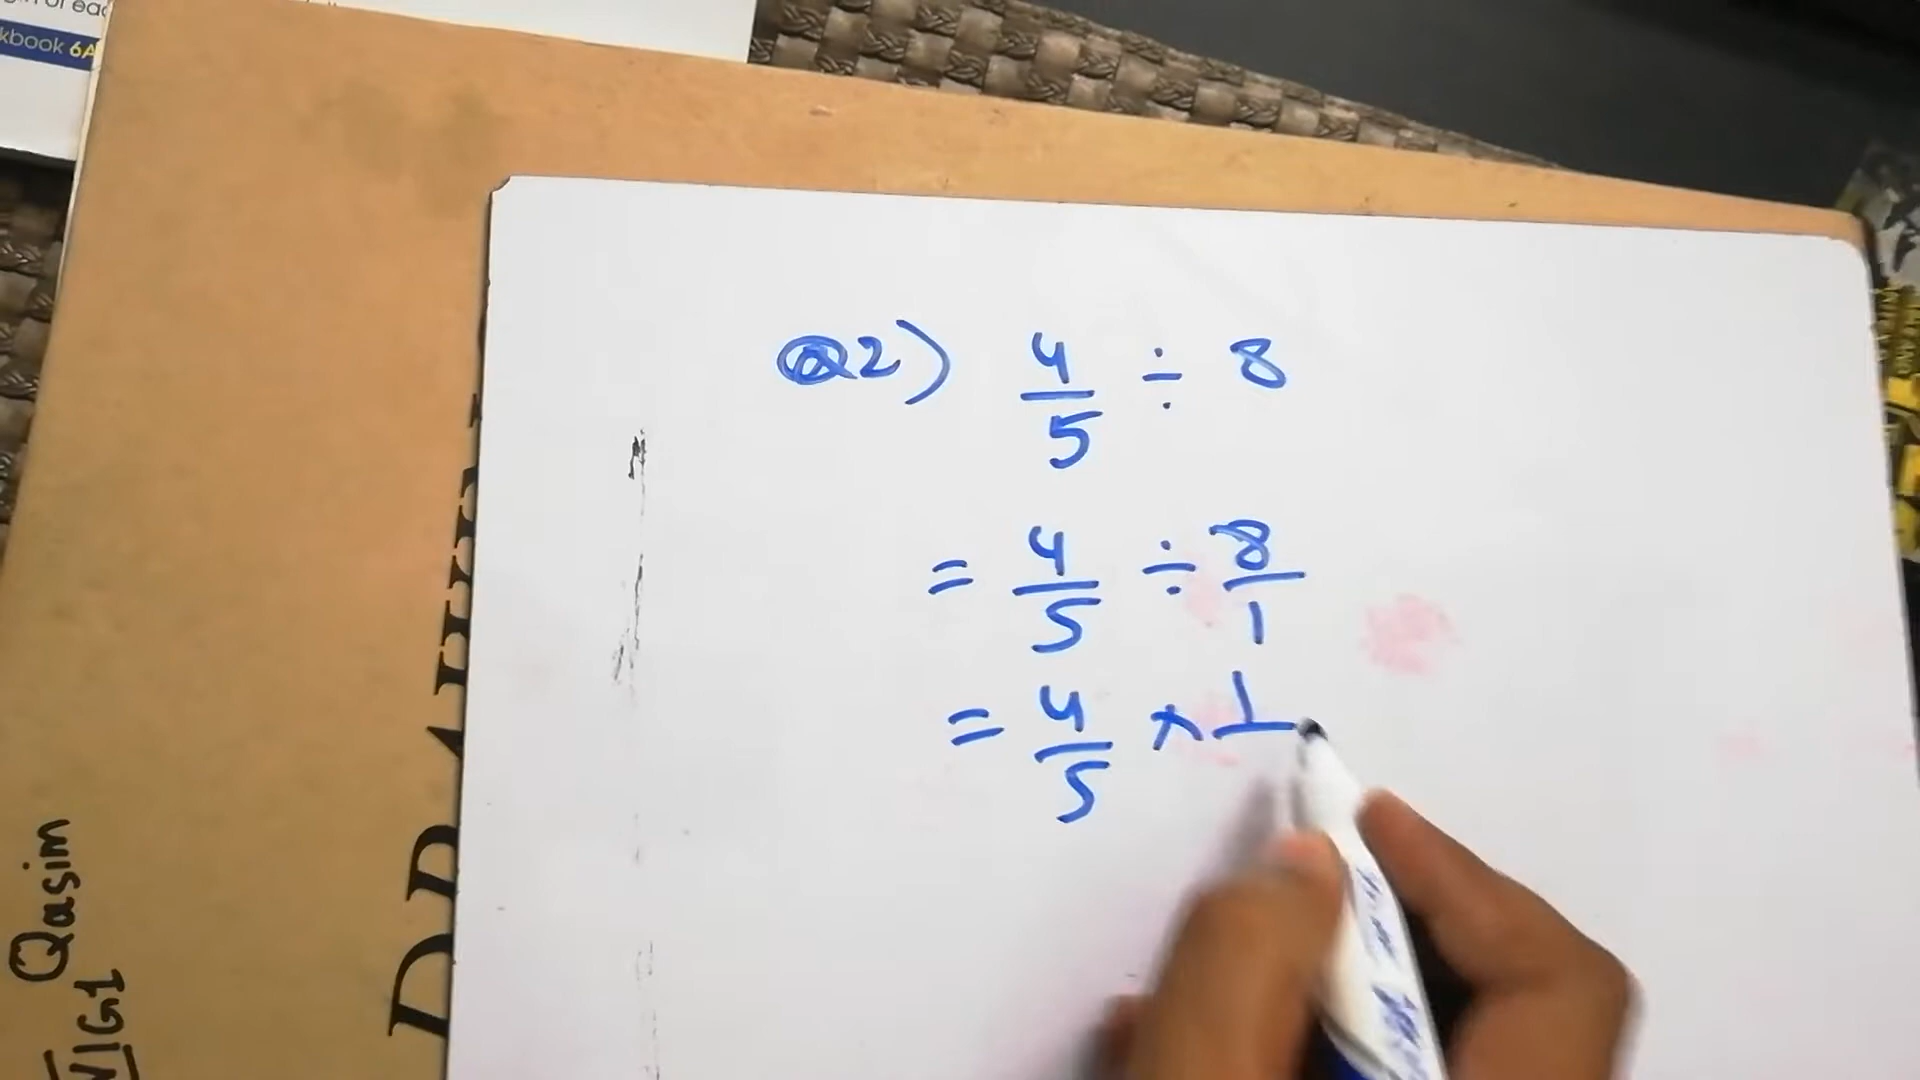 kbook 6A
Q2) 4/5 ÷ 8
= 4/5 ÷ 8/1
= 4/5 × 1/
Qasim